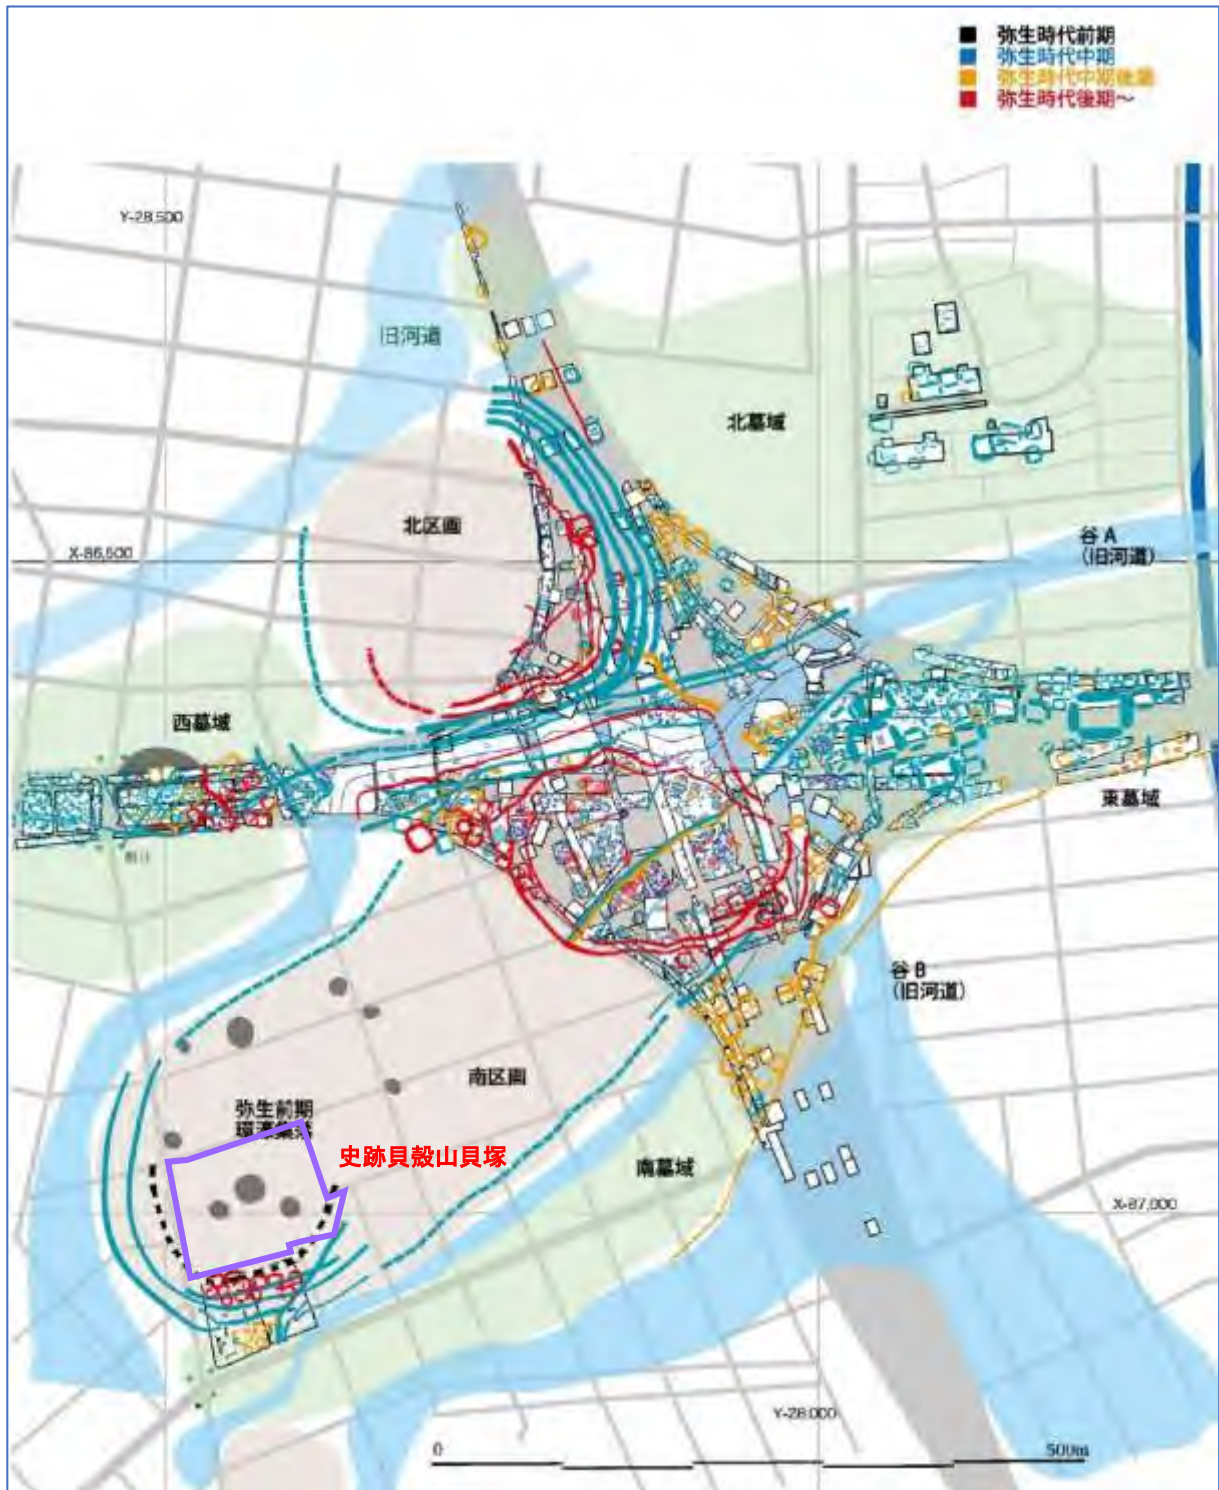 弥生時代前期
弥生時代中期
弥生時代中期後葉
弥生時代後期～
Y-28,500
旧河道
北墓域
北区画
谷A
(旧河道)
X-86,500
西墓域
東墓域
谷B
(旧河道)
南区画
弥生前期
環濠集落
史跡貝殻山貝塚
南墓域
X-87,000
Y-28,000
0
500m